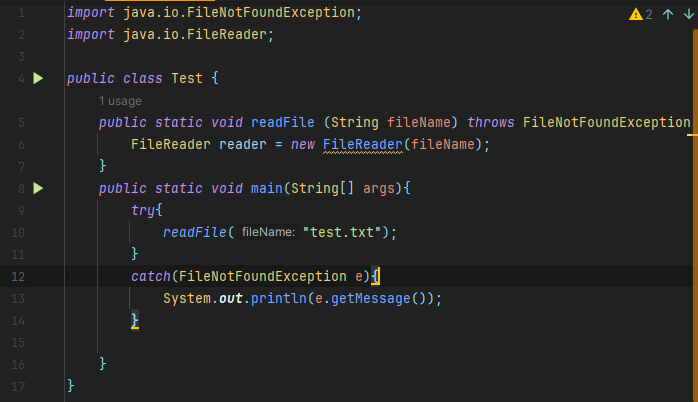 1 import java.io.FileNotFoundException;
2 import java.io.FileReader;
3
4 public class Test {
1 usage
5 public static void readFile (String fileName) throws FileNotFoundException
6 FileReader reader = new FileReader(fileName);
7 }
8 public static void main(String[] args){
9 try{
10 readFile( fileName: "test.txt");
11 }
12 catch(FileNotFoundException e){
13 System.out.println(e.getMessage());
14 }
15
16 }
17 }
2